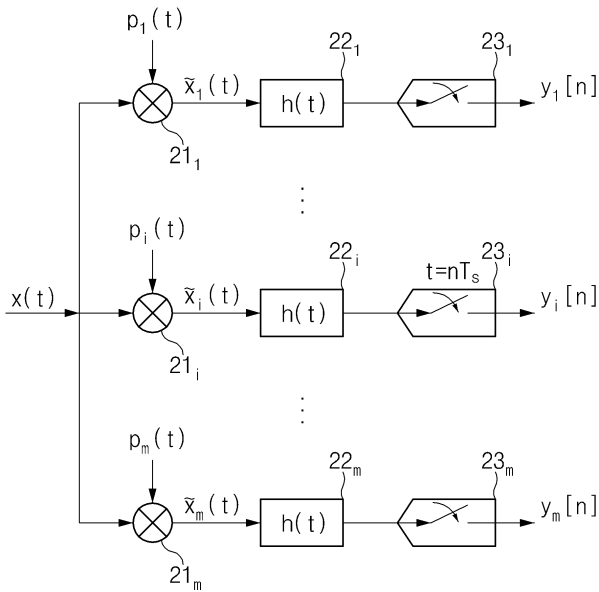 p₁(t)
22₁
23₁
x̃₁(t)
h(t)
y₁[n]
21₁
pᵢ(t)
22ᵢ
23ᵢ
t=nTₛ
x(t)
x̃ᵢ(t)
h(t)
yᵢ[n]
21ᵢ
pₘ(t)
22ₘ
23ₘ
x̃ₘ(t)
h(t)
yₘ[n]
21ₘ